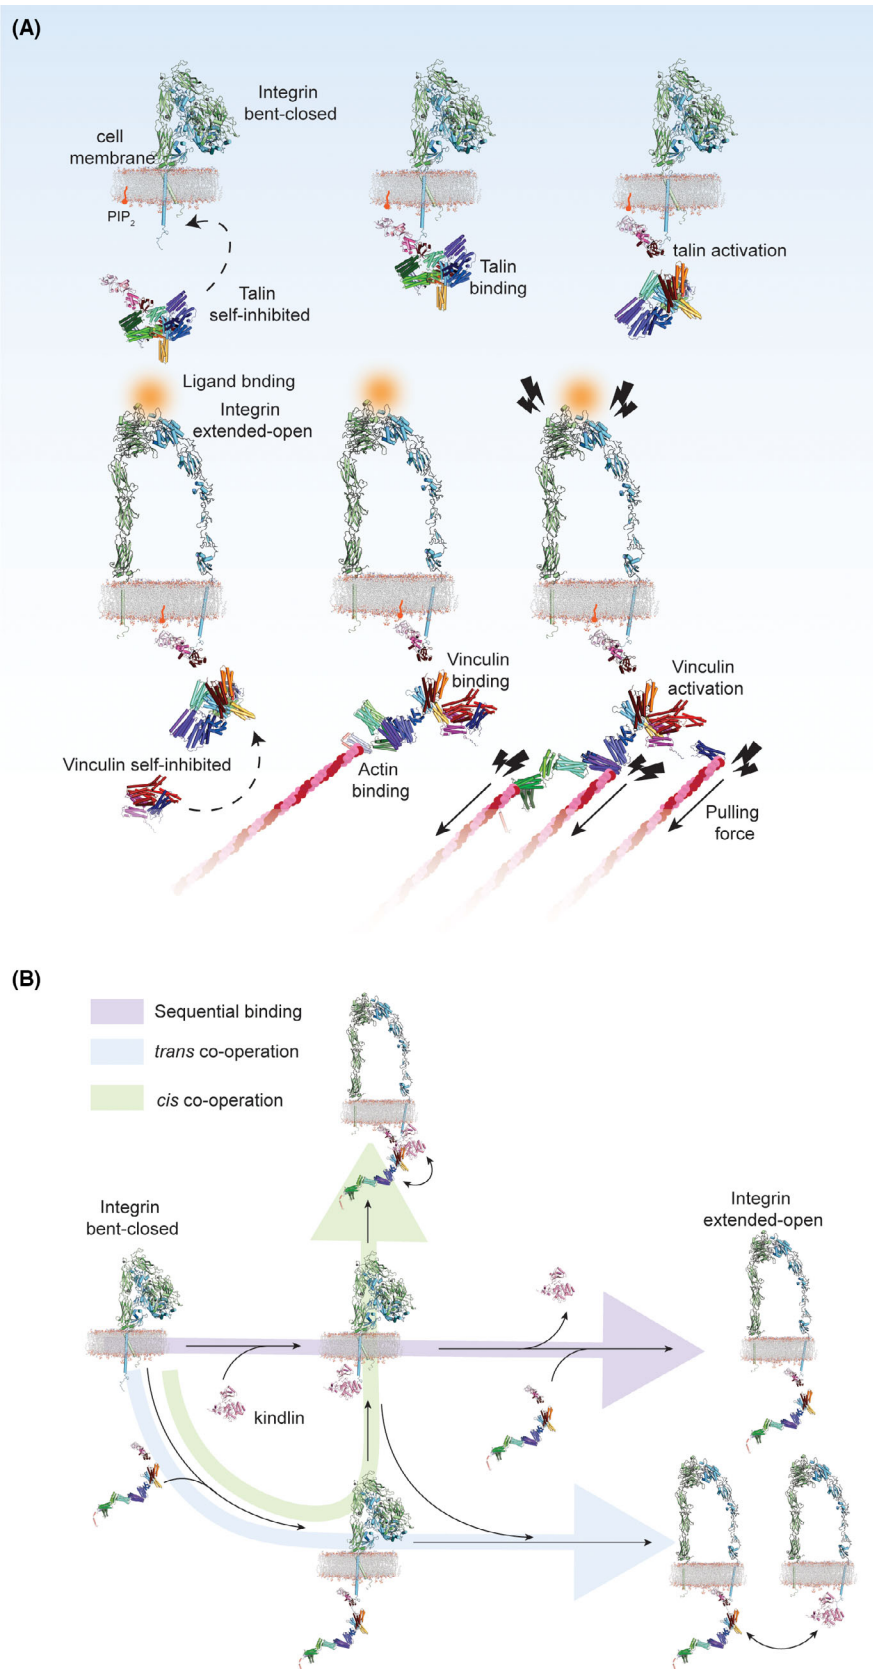 (A)
Integrin
bent-closed
cell
membrane
PIP2
talin activation
Talin
binding
Talin
self-inhibited
Ligand bnding
Integrin
extended-open
Vinculin
binding
Vinculin
activation
Vinculin self-inhibited
Actin
binding
Pulling
force
(B)
Sequential binding
trans co-operation
cis co-operation
Integrin
bent-closed
Integrin
extended-open
kindlin